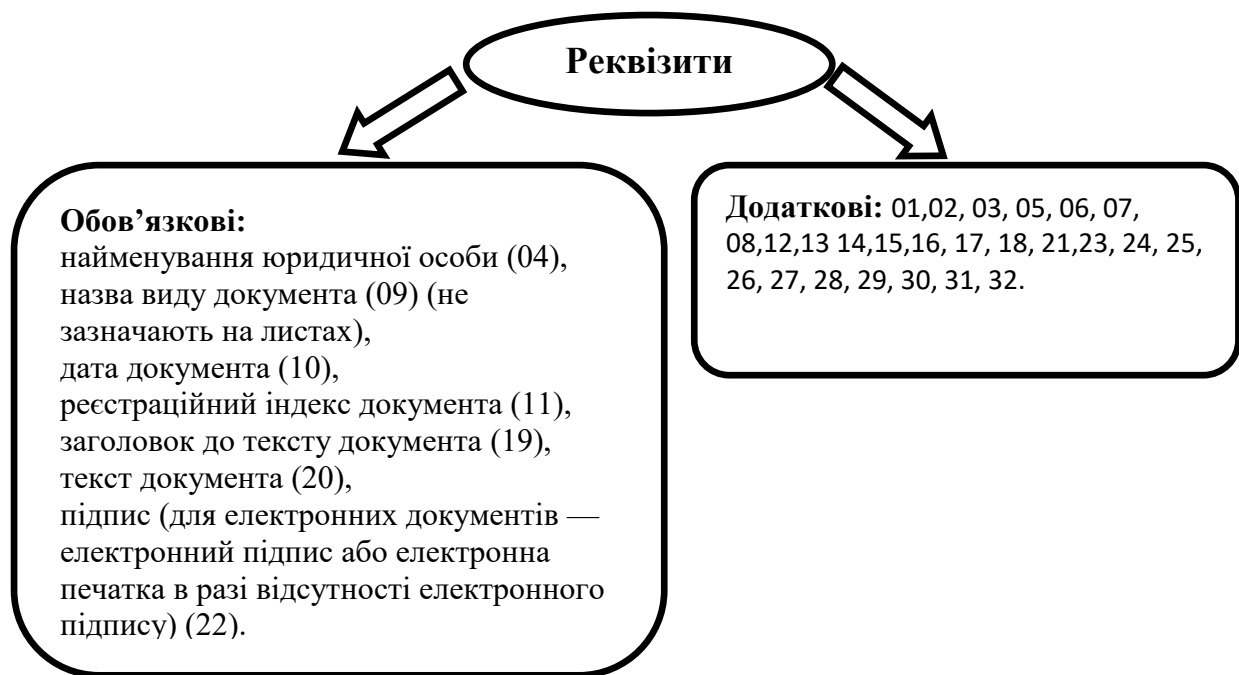 Реквізити
Обов’язкові:
найменування юридичної особи (04),
назва виду документа (09) (не
зазначають на листах),
дата документа (10),
реєстраційний індекс документа (11),
заголовок до тексту документа (19),
текст документа (20),
підпис (для електронних документів —
електронний підпис або електронна
печатка в разі відсутності електронного
підпису) (22).
Додаткові: 01,02, 03, 05, 06, 07,
08,12,13 14,15,16, 17, 18, 21,23, 24, 25,
26, 27, 28, 29, 30, 31, 32.